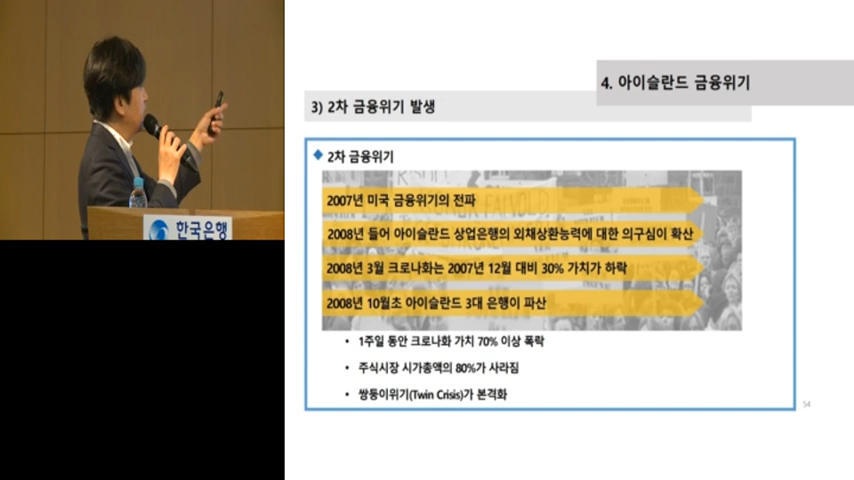 4. 아이슬란드 금융위기
3) 2차 금융위기 발생
2차 금융위기
2007년 미국 금융위기의 전파
2008년 들어 아이슬란드 상업은행의 외채상환능력에 대한 의구심이 확산
2008년 3월 크로나화는 2007년 12월 대비 30% 가치가 하락
2008년 10월초 아이슬란드 3대 은행이 파산
• 1주일 동안 크로나화 가치 70% 이상 폭락
• 주식시장 시가총액의 80%가 사라짐
• 쌍둥이위기(Twin Crisis)가 본격화
54
한국은행